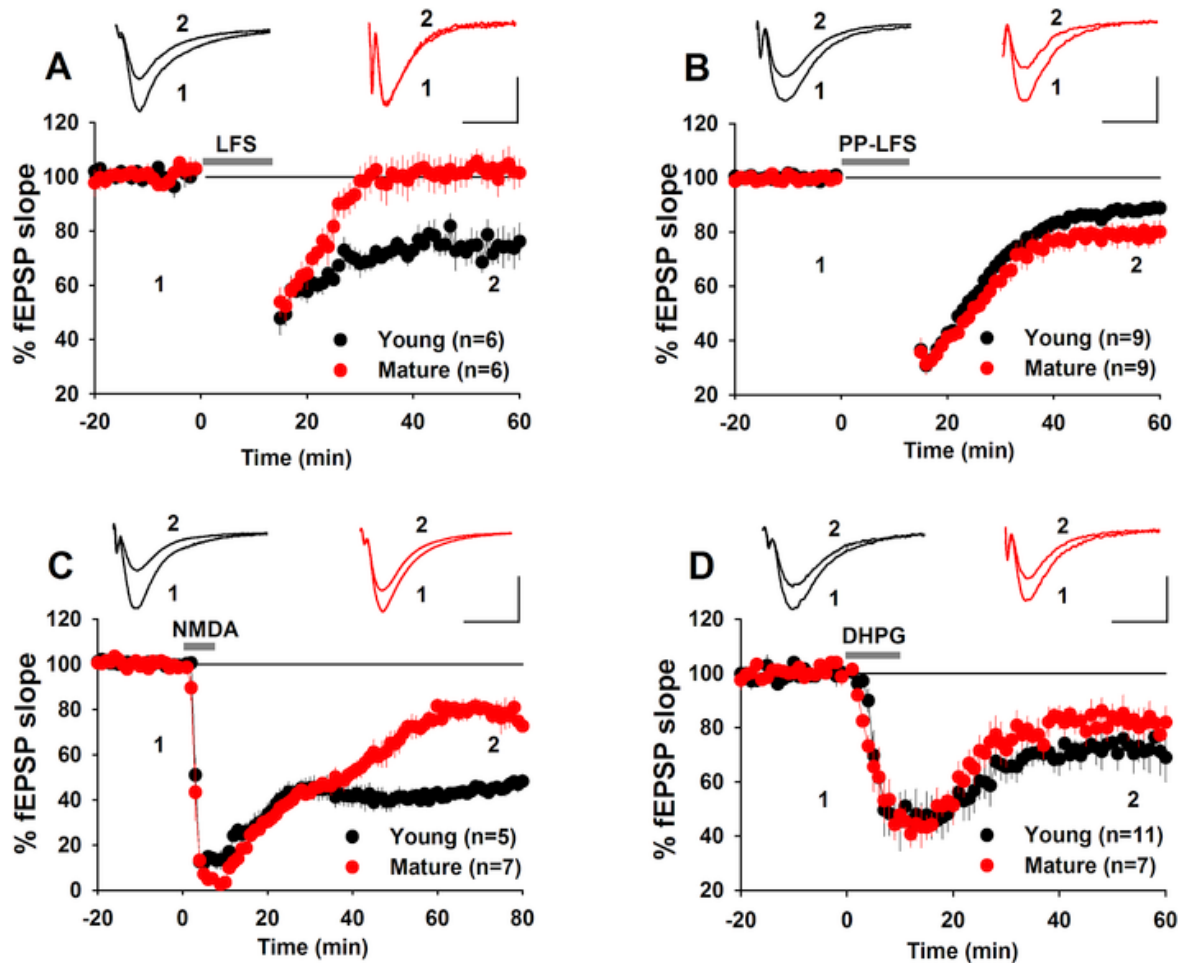 2 2
A 1 1
120
LFS
100
80
60
1 2
40
Young (n=6)
Mature (n=6)
20
-20 0 20 40 60
Time (min)
% fEPSP slope
2 2
B 1 1
120
PP-LFS
100
80
60
1 2
40
Young (n=9)
Mature (n=9)
20
-20 0 20 40 60
Time (min)
% fEPSP slope
2 2
C 1 1
120
NMDA
100
80
60
1 2
40
20
Young (n=5)
Mature (n=7)
0
-20 0 20 40 60 80
Time (min)
% fEPSP slope
2 2
D 1 1
120
DHPG
100
80
60
1 2
40
Young (n=11)
Mature (n=7)
20
-20 0 20 40 60
Time (min)
% fEPSP slope